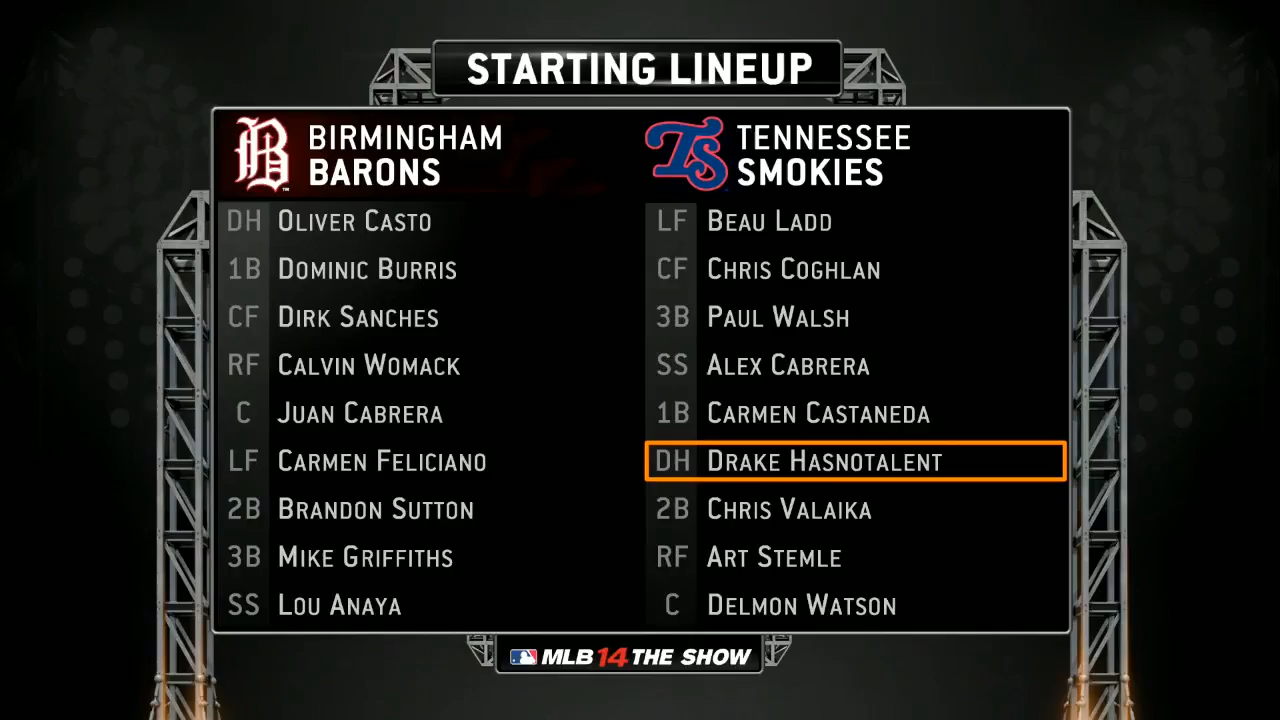 STARTING LINEUP
B
BIRMINGHAM
BARONS
DH OLIVER CASTO
1B DOMINIC BURRIS
CF DIRK SANCHES
RF CALVIN WOMACK
C JUAN CABRERA
LF CARMEN FELICIANO
2B BRANDON SUTTON
3B MIKE GRIFFITHS
SS LOU ANAYA
TS
TENNESSEE
SMOKIES
LF BEAU LADD
CF CHRIS COGHLAN
3B PAUL WALSH
SS ALEX CABRERA
1B CARMEN CASTANEDA
DH DRAKE HASNOTALENT
2B CHRIS VALAIKA
RF ART STEMLE
C DELMON WATSON
MLB 14 THE SHOW